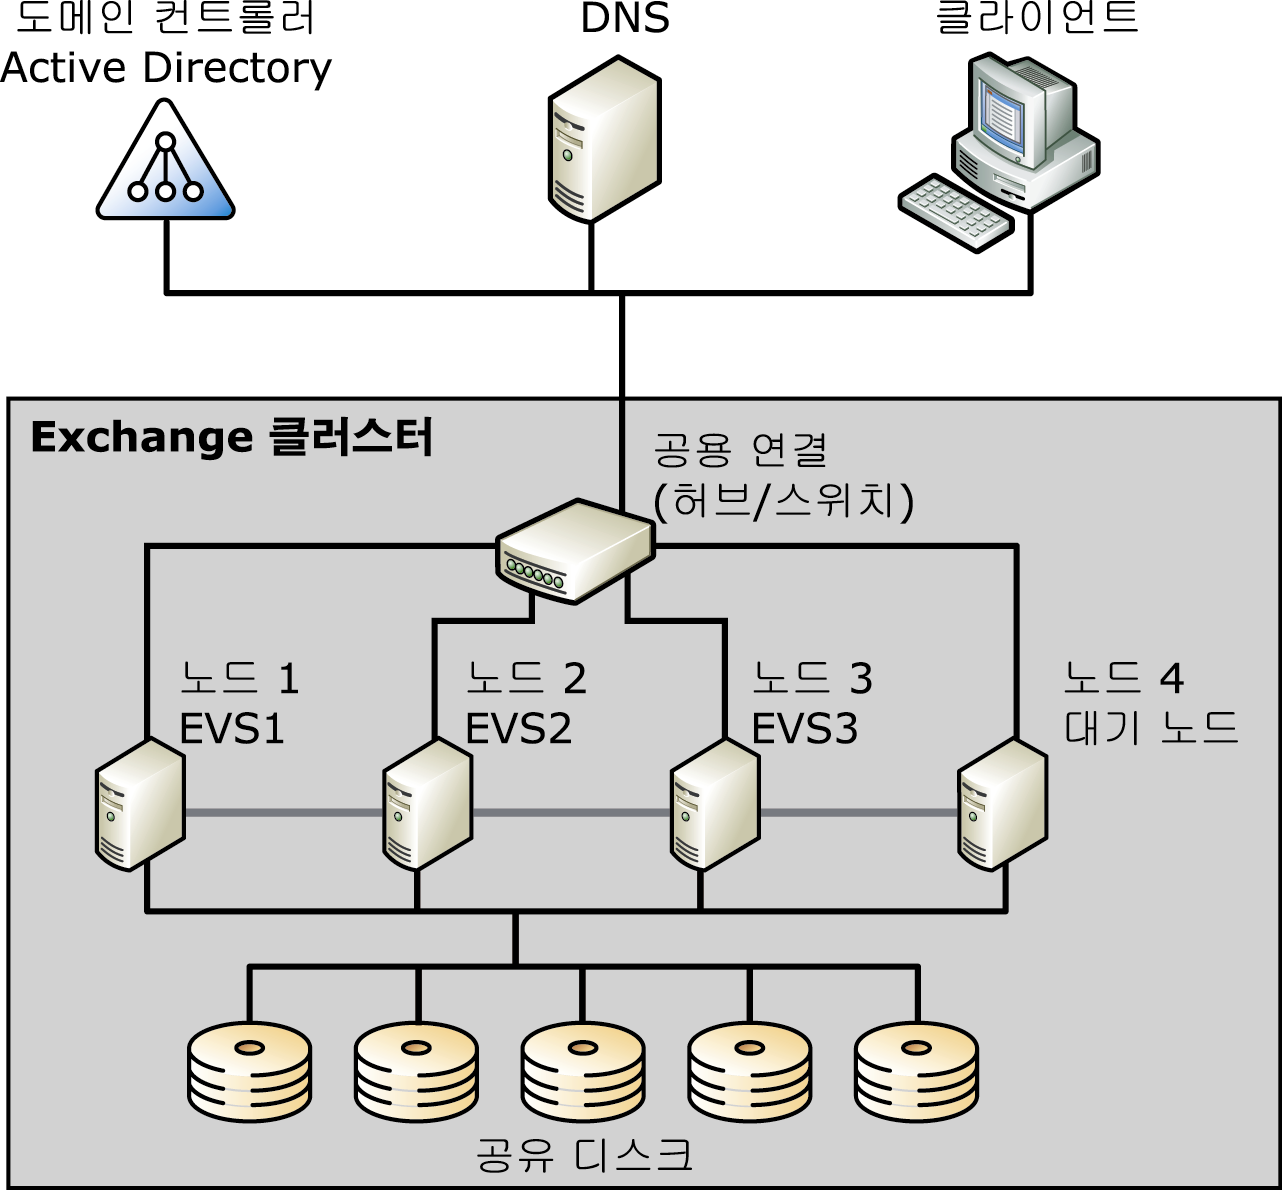 도메인 컨트롤러
Active Directory
DNS
클라이언트
Exchange 클러스터
공용 연결
(허브/스위치)
노드 1
EVS1
노드 2
EVS2
노드 3
EVS3
노드 4
대기 노드
공유 디스크